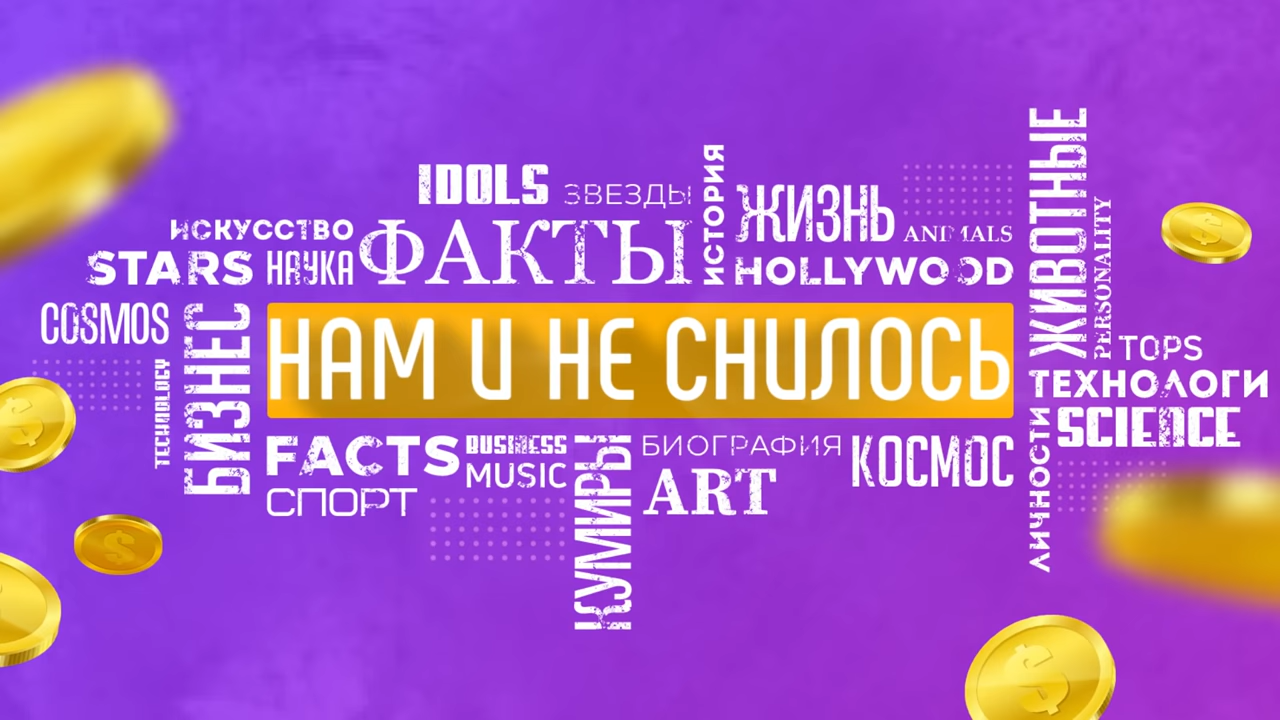 IDOLS
ЗВЕЗДЫ
ИСТОРИЯ
ЖИЗНЬ
ANIMALS
ЖИВОТНЫЕ
PERSONALITY
ИСКУССТВО
ФАКТЫ
STARS
НАУКА
HOLLYWOOD
COSMOS
TECHNOLOGY
БИЗНЕС
НАМ И НЕ СНИЛОСЬ
TOPS
ТЕХНОЛОГИ
SCIENCE
ЛИЧНОСТИ
FACTS
BUSINESS
MUSIC
СПОРТ
КУМИРЫ
БИОГРАФИЯ
ART
КОСМОС